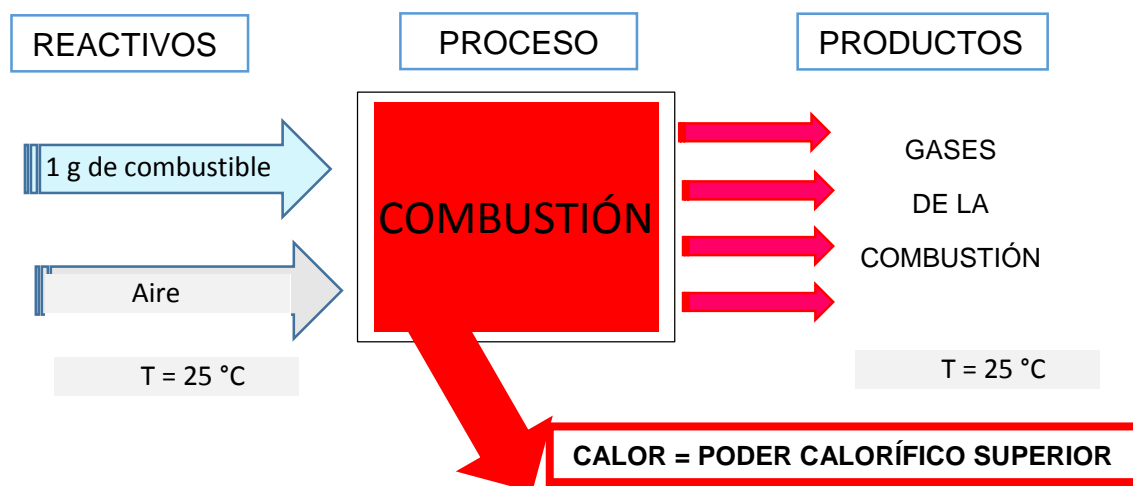 REACTIVOS
PROCESO
PRODUCTOS
1 g de combustible
Aire
T = 25 °C
COMBUSTIÓN
GASES
DE LA
COMBUSTIÓN
T = 25 °C
CALOR = PODER CALORÍFICO SUPERIOR